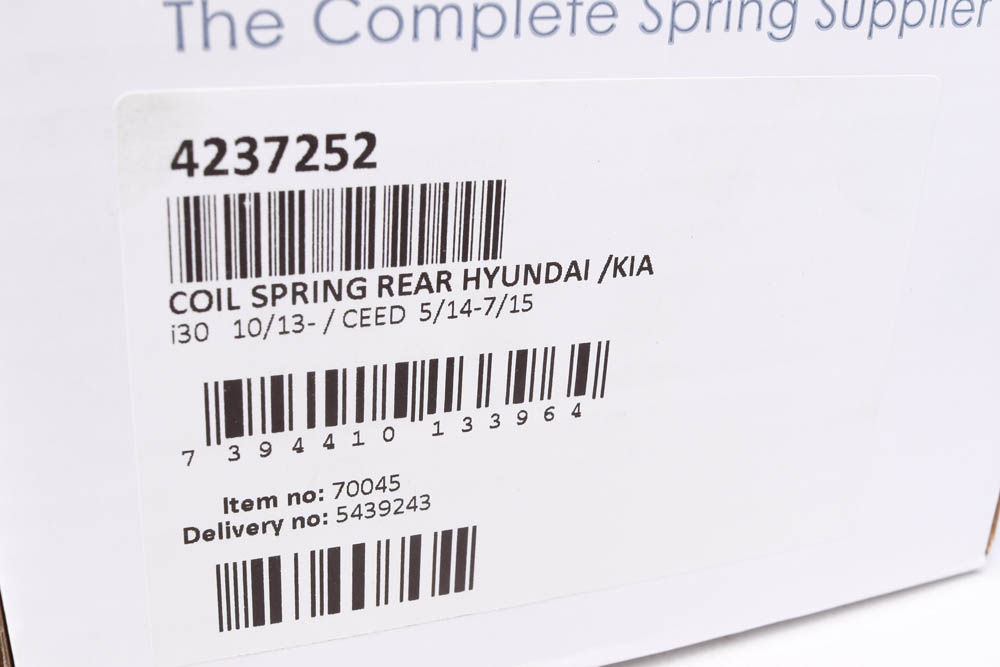 The Complete Spring Supplier
4237252
COIL SPRING REAR HYUNDAI /KIA
i30 10/13- / CEED 5/14-7/15
7 394410 133964
Item no: 70045
Delivery no: 5439243